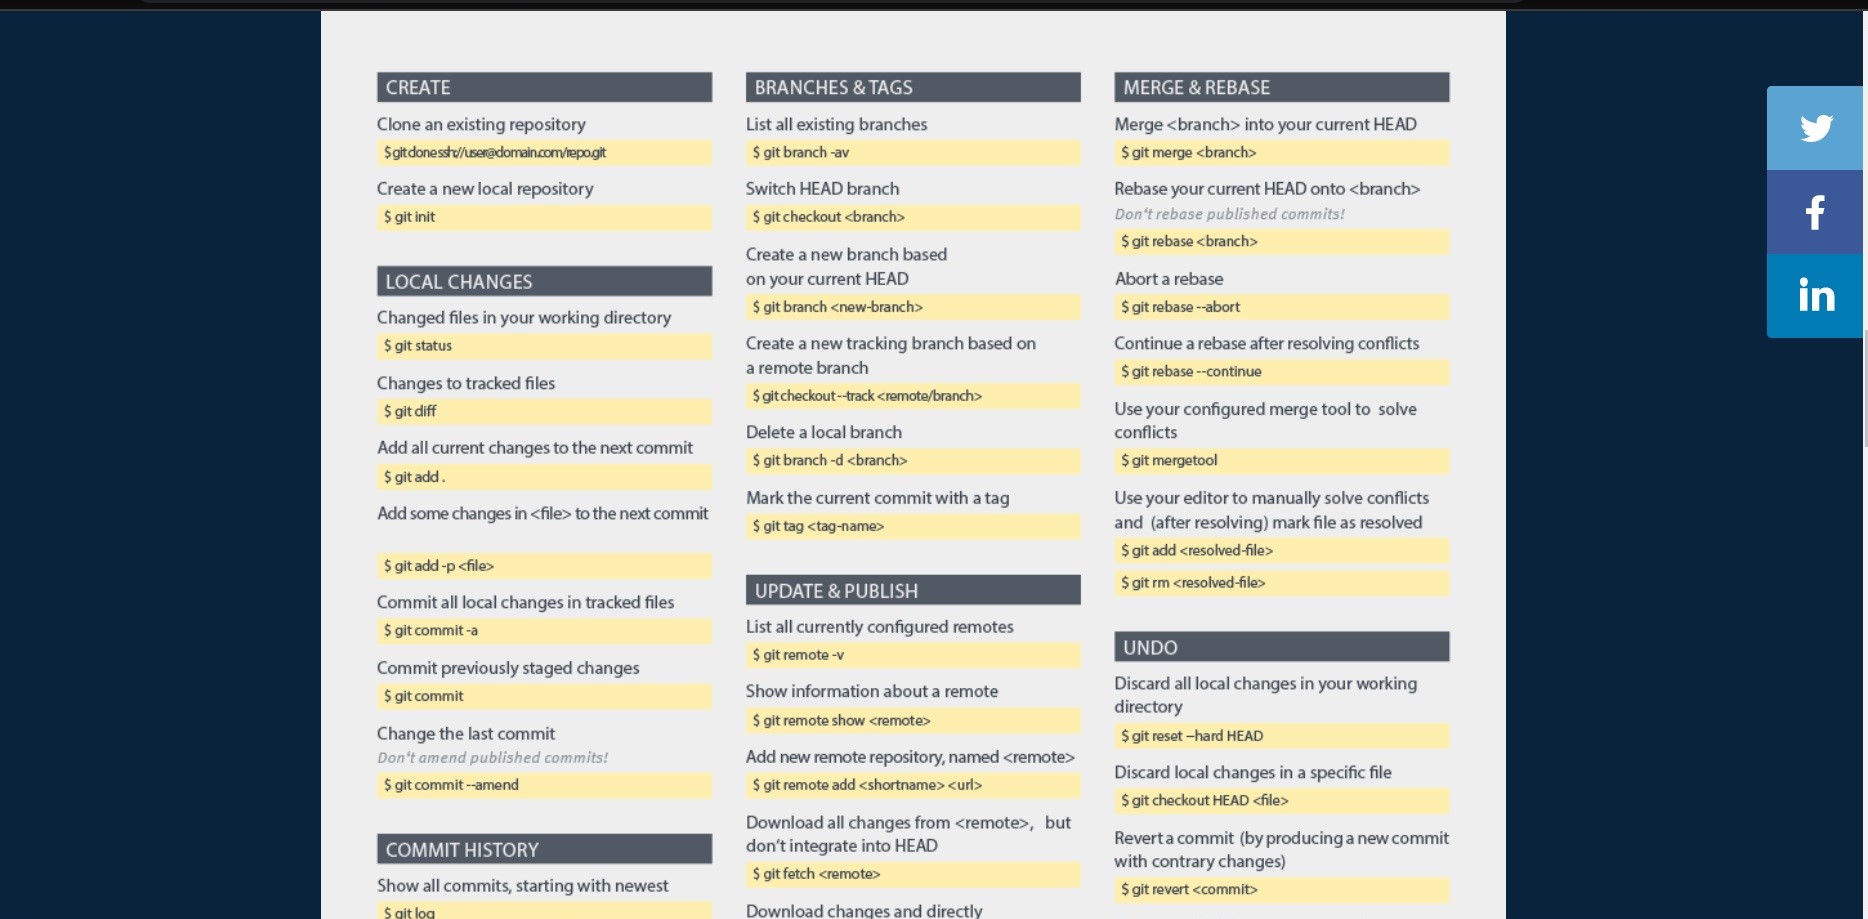 CREATE
Clone an existing repository
$ git clone ssh://user@domain.com/repo.git
Create a new local repository
$ git init
LOCAL CHANGES
Changed files in your working directory
$ git status
Changes to tracked files
$ git diff
Add all current changes to the next commit
$ git add .
Add some changes in <file> to the next commit
$ git add -p <file>
Commit all local changes in tracked files
$ git commit -a
Commit previously staged changes
$ git commit
Change the last commit
Don't amend published commits!
$ git commit --amend
COMMIT HISTORY
Show all commits, starting with newest
$ git log
BRANCHES & TAGS
List all existing branches
$ git branch -av
Switch HEAD branch
$ git checkout <branch>
Create a new branch based
on your current HEAD
$ git branch <new-branch>
Create a new tracking branch based on
a remote branch
$ git checkout --track <remote/branch>
Delete a local branch
$ git branch -d <branch>
Mark the current commit with a tag
$ git tag <tag-name>
UPDATE & PUBLISH
List all currently configured remotes
$ git remote -v
Show information about a remote
$ git remote show <remote>
Add new remote repository, named <remote>
$ git remote add <shortname> <url>
Download all changes from <remote>, but
don't integrate into HEAD
$ git fetch <remote>
Download changes and directly
MERGE & REBASE
Merge <branch> into your current HEAD
$ git merge <branch>
Rebase your current HEAD onto <branch>
Don't rebase published commits!
$ git rebase <branch>
Abort a rebase
$ git rebase --abort
Continue a rebase after resolving conflicts
$ git rebase --continue
Use your configured merge tool to solve
conflicts
$ git mergetool
Use your editor to manually solve conflicts
and (after resolving) mark file as resolved
$ git add <resolved-file>
$ git rm <resolved-file>
UNDO
Discard all local changes in your working
directory
$ git reset –hard HEAD
Discard local changes in a specific file
$ git checkout HEAD <file>
Revert a commit (by producing a new commit
with contrary changes)
$ git revert <commit>
f
in